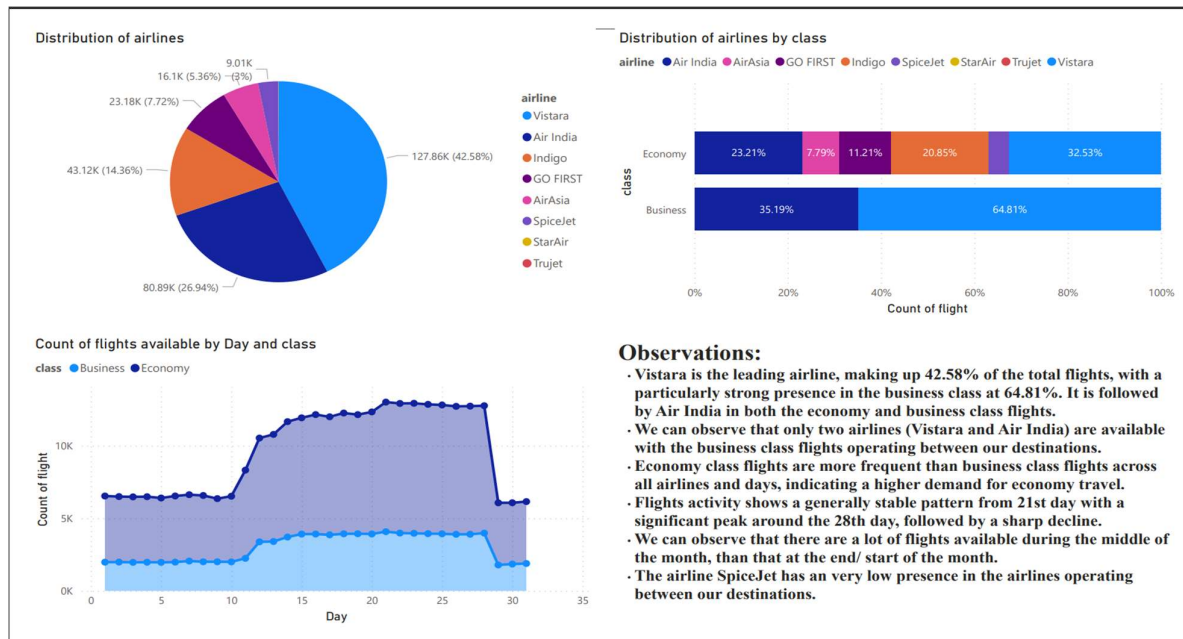 Distribution of airlines
9.01K
(3%)
16.1K (5.36%)
23.18K (7.72%)
43.12K (14.36%)
80.89K (26.94%)
127.86K (42.58%)
airline
Vistara
Air India
Indigo
GO FIRST
AirAsia
SpiceJet
StarAir
Trujet
Distribution of airlines by class
airline Air India AirAsia GO FIRST Indigo SpiceJet StarAir Trujet Vistara
class
Economy 23.21% 7.79% 11.21% 20.85% 32.53%
Business 35.19% 64.81%
0% 20% 40% 60% 80% 100%
Count of flight
Count of flights available by Day and class
class Business Economy
Count of flight
10K
5K
0K
0 5 10 15 20 25 30 35
Day
Observations:
· Vistara is the leading airline, making up 42.58% of the total flights, with a
particularly strong presence in the business class at 64.81%. It is followed
by Air India in both the economy and business class flights.
· We can observe that only two airlines (Vistara and Air India) are available
with the business class flights operating between our destinations.
· Economy class flights are more frequent than business class flights across
all airlines and days, indicating a higher demand for economy travel.
· Flights activity shows a generally stable pattern from 21st day with a
significant peak around the 28th day, followed by a sharp decline.
· We can observe that there are a lot of flights available during the middle of
the month, than that at the end/ start of the month.
· The airline SpiceJet has an very low presence in the airlines operating
between our destinations.